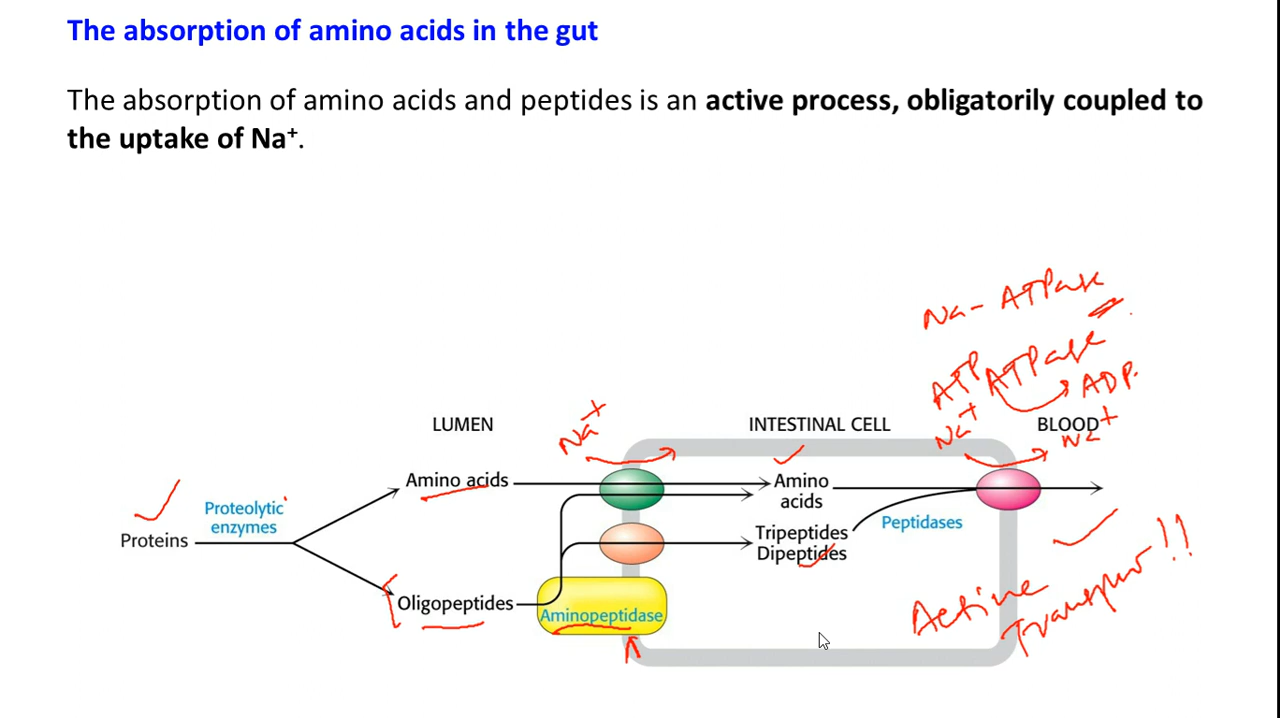 The absorption of amino acids in the gut
The absorption of amino acids and peptides is an active process, obligatorily coupled to
the uptake of Na⁺.
Na- ATPase
ATP ATPase
ADP.
Na⁺
Na⁺
Na⁺
LUMEN
INTESTINAL CELL
BLOOD
Amino acids
Amino
acids
Proteolytic
enzymes
Proteins
Peptidases
Tripeptides
Dipeptides
Oligopeptides
Aminopeptidase
Active
Transport!!